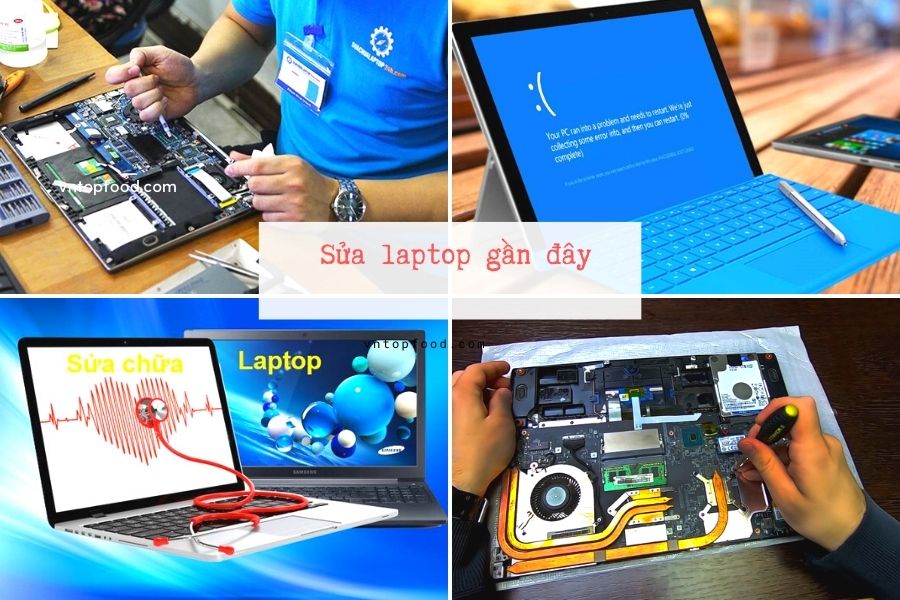 vntopfood.com
Your PC ran into a problem and needs to restart. We're just
collecting some error info, and then you can restart. (0%
complete)
Sửa laptop gần đây
vntopfood.com
Sửa chữa
Laptop
SAMSUNG
SAMSUNG